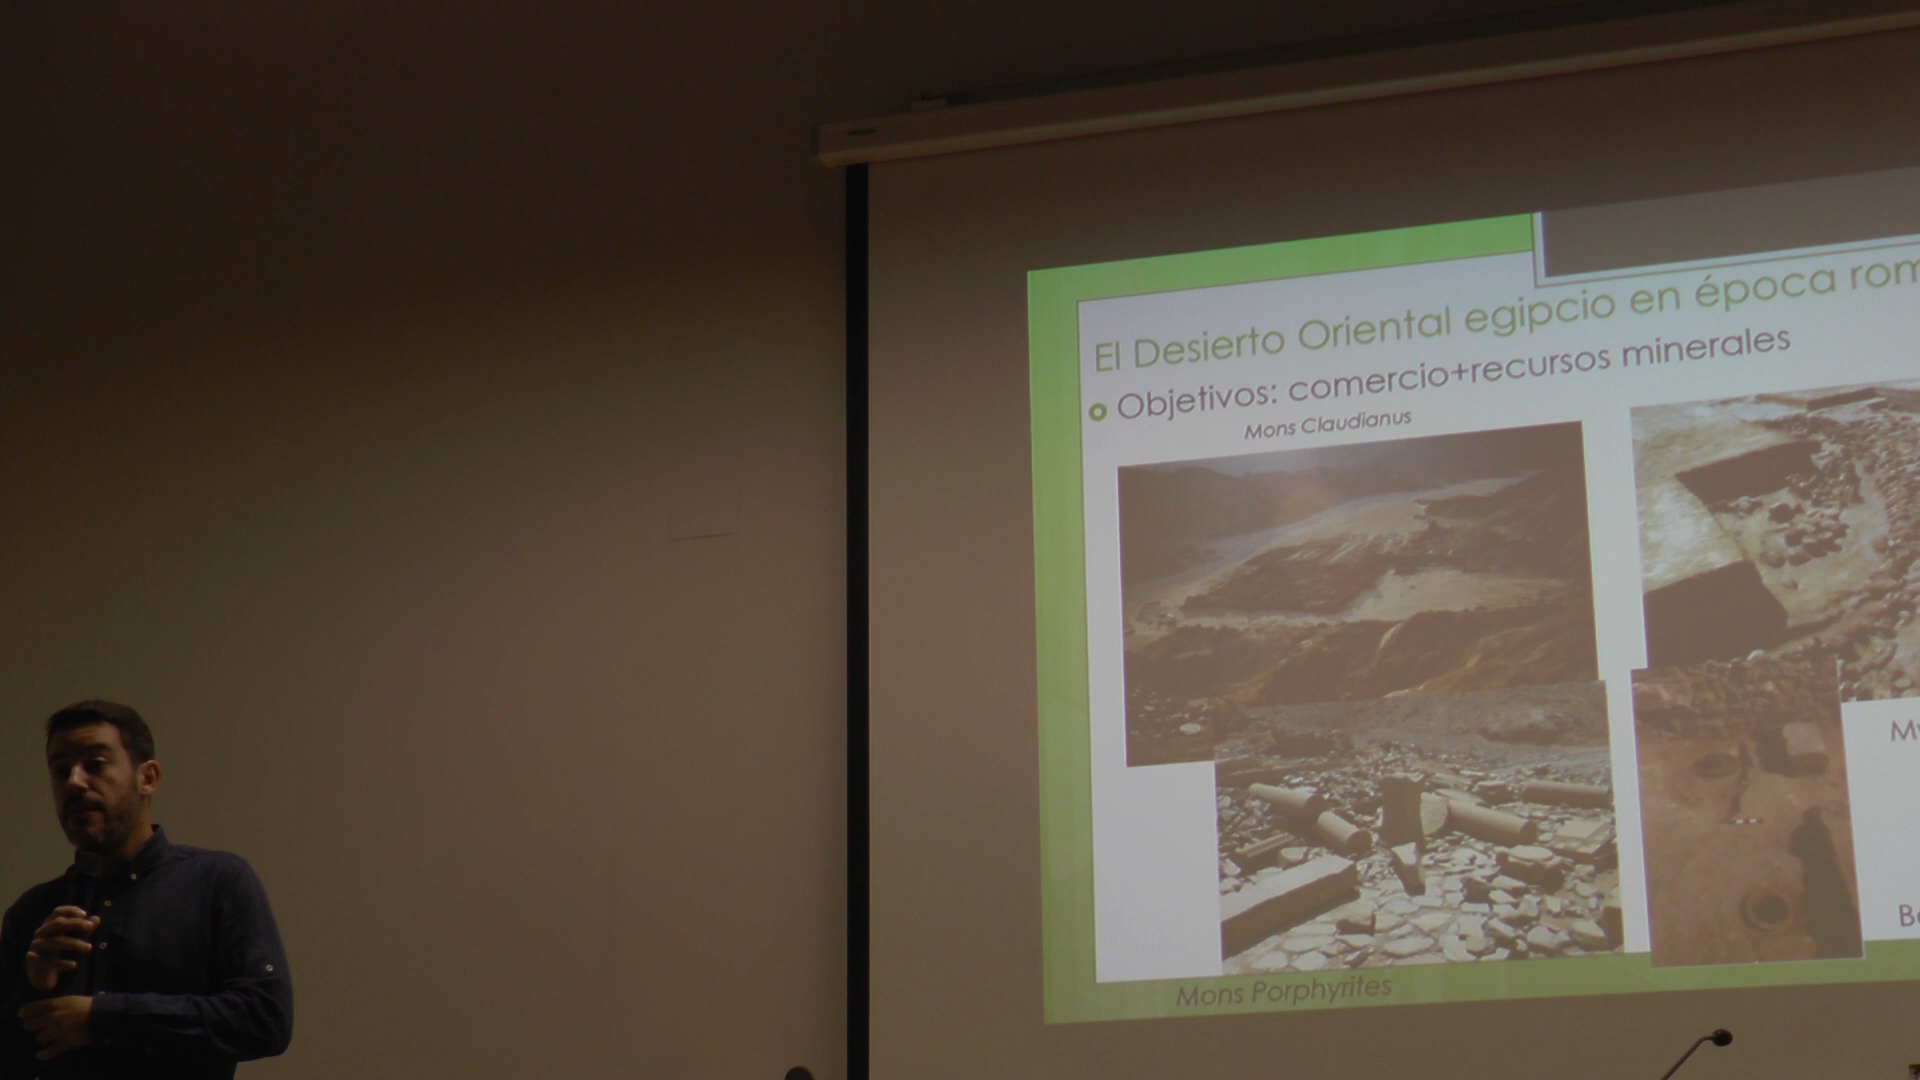 El Desierto Oriental egipcio en época rom
Objetivos: comercio+recursos minerales
Mons Claudianus
Mons Porphyrites